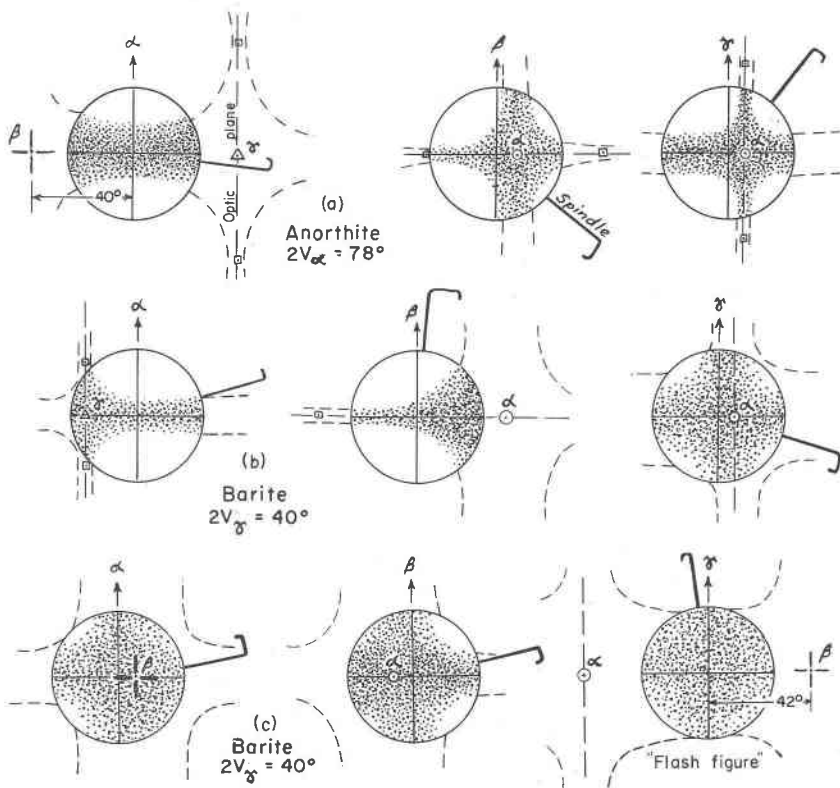 α
β
40°
γ
Optic plane
(a)
Anorthite
2Vα = 78°
β
α
Spindle
γ
α
α
γ
(b)
Barite
2Vγ = 40°
β
α
γ
α
α
β
(c)
Barite
2Vγ = 40°
β
α
α
γ
β
42°
"Flash figure"